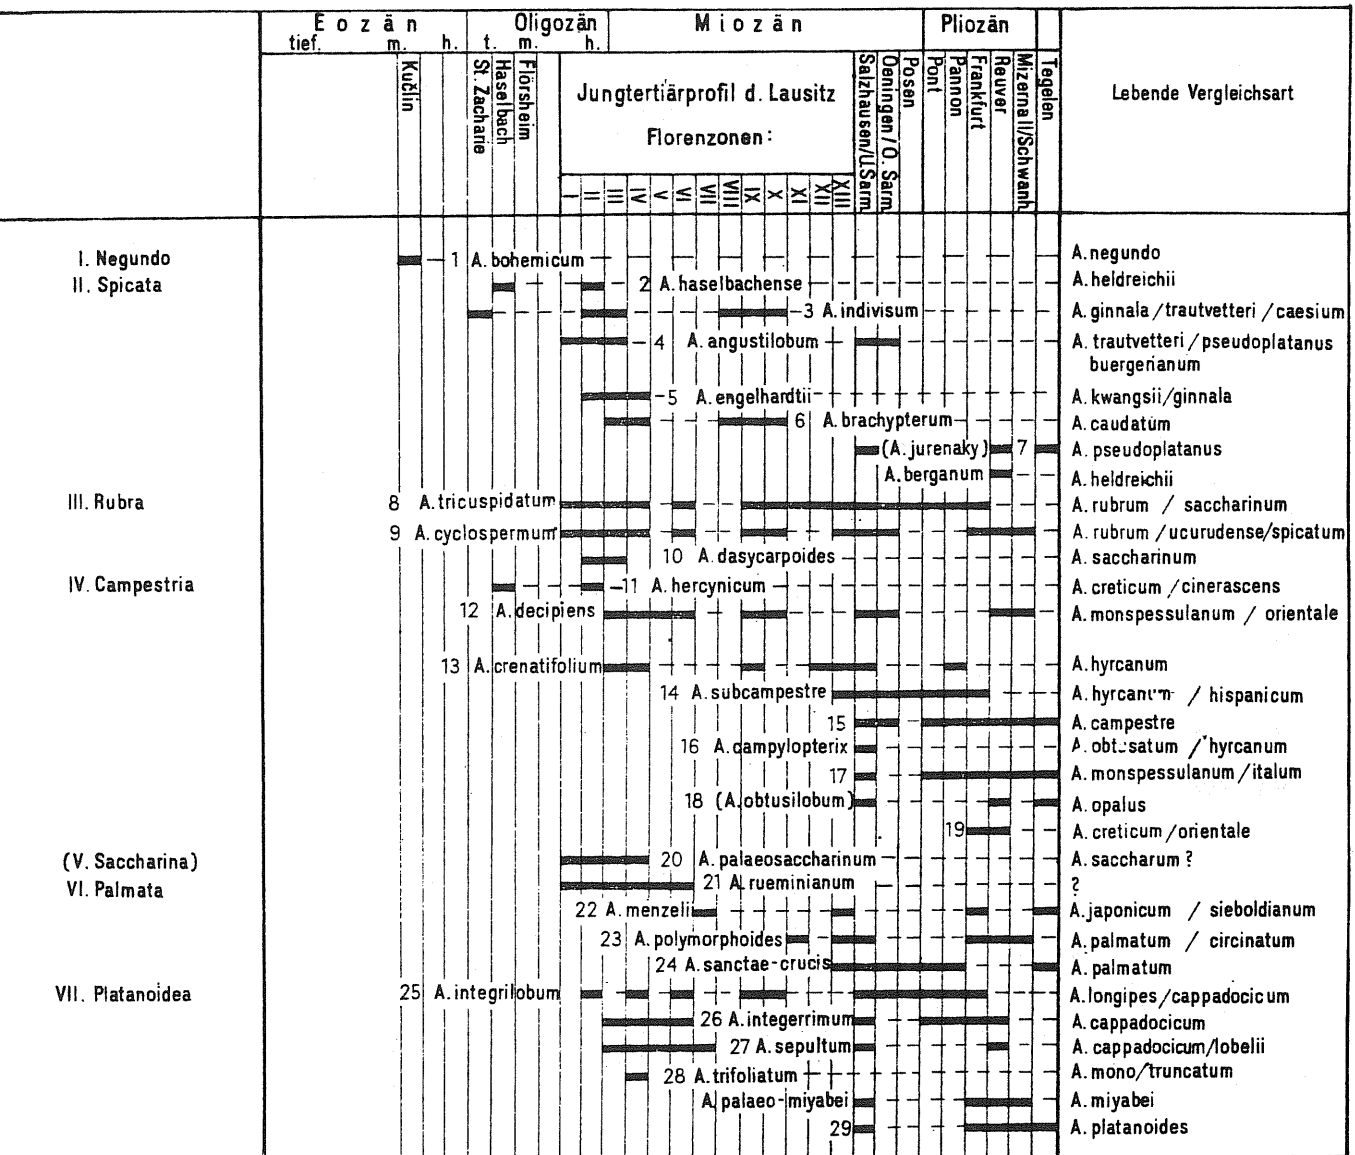 Eozän Oligozän Miozän Pliozän
tief. m. h. t. m. h.
Kučlin
St. Zacharie
Haselbach
Flörsheim
Jungtertiärprofil d. Lausitz
Florenzonen:
I II III IV V VI VII VIII IX X XI XII XIII
Salzhausen/U.Sarm.
Oeningen/O.Sarm.
Posen
Pont
Pannon
Frankfurt
Reuver
Mizerna II/Schwanh.
Tegelen
Lebende Vergleichsart
I. Negundo 1 A. bohemicum A. negundo
II. Spicata 2 A. haselbachense A. heldreichii
3 A. indivisum A. ginnala / trautvetteri / caesium
4 A. angustilobum A. trautvetteri / pseudoplatanus
buergerianum
5 A. engelhardtii A. kwangsii/ginnala
6 A. brachypterum A. caudatum
(A. jurenaky) 7 A. pseudoplatanus
A. berganum A. heldreichii
III. Rubra 8 A. tricuspidatum A. rubrum / saccharinum
9 A. cyclospermum A. rubrum / ucurudense/spicatum
10 A. dasycarpoides A. saccharinum
IV. Campestria 11 A. hercynicum A. creticum / cinerascens
12 A. decipiens A. monspessulanum / orientale
13 A. crenatifolium A. hyrcanum
14 A. subcampestre A. hyrcanum / hispanicum
15 A. campestre
16 A. campylopterix A. obtusatum / hyrcanum
17 A. monspessulanum / italum
18 (A. obtusilobum) A. opalus
19 A. creticum / orientale
(V. Saccharina) 20 A. palaeosaccharinum A. saccharum ?
VI. Palmata 21 A. rueminianum ?
22 A. menzelii A. japonicum / sieboldianum
23 A. polymorphoides A. palmatum / circinatum
24 A. sanctae-crucis A. palmatum
VII. Platanoidea 25 A. integrilobum A. longipes/cappadocicum
26 A. integerrimum A. cappadocicum
27 A. sepultum A. cappadocicum/lobelii
28 A. trifoliatum A. mono/truncatum
A. palaeo-miyabei A. miyabei
29 A. platanoides